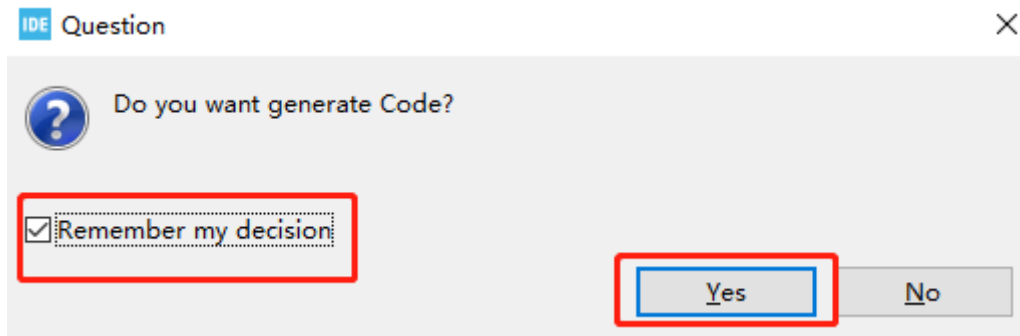 IDE Question
Do you want generate Code?
Remember my decision
Yes No